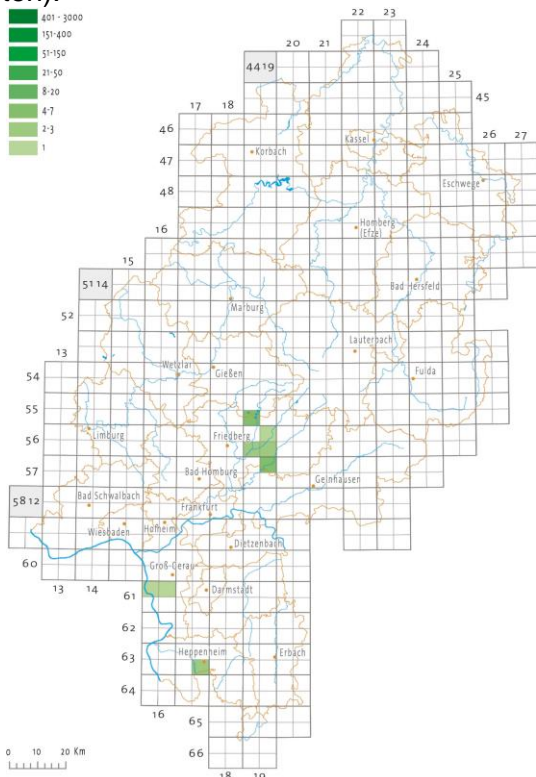 ten).
401 - 3000
151-400
51-150
21-50
8-20
4-7
2-3
1
22 23
20 21 24
4419
25
45
17 18
46
26 27
Kassel
Korbach
47
Eschwege
48
Homberg
(Efze)
16
15
5114
Bad Hersfeld
Marburg
52
Lauterbach
13
Wetzlar
Gießen
54
Fulda
55
Limburg
Friedberg
56
57
Bad Homburg
Gelnhausen
5812
Bad Schwalbach
Frankfurt
Wiesbaden
Hofheim
Dietzenbach
60
Groß-Gerau
13 14
61
Darmstadt
62
Heppenheim
Erbach
63
64
16
65
0 10 20 Km
66
18 19